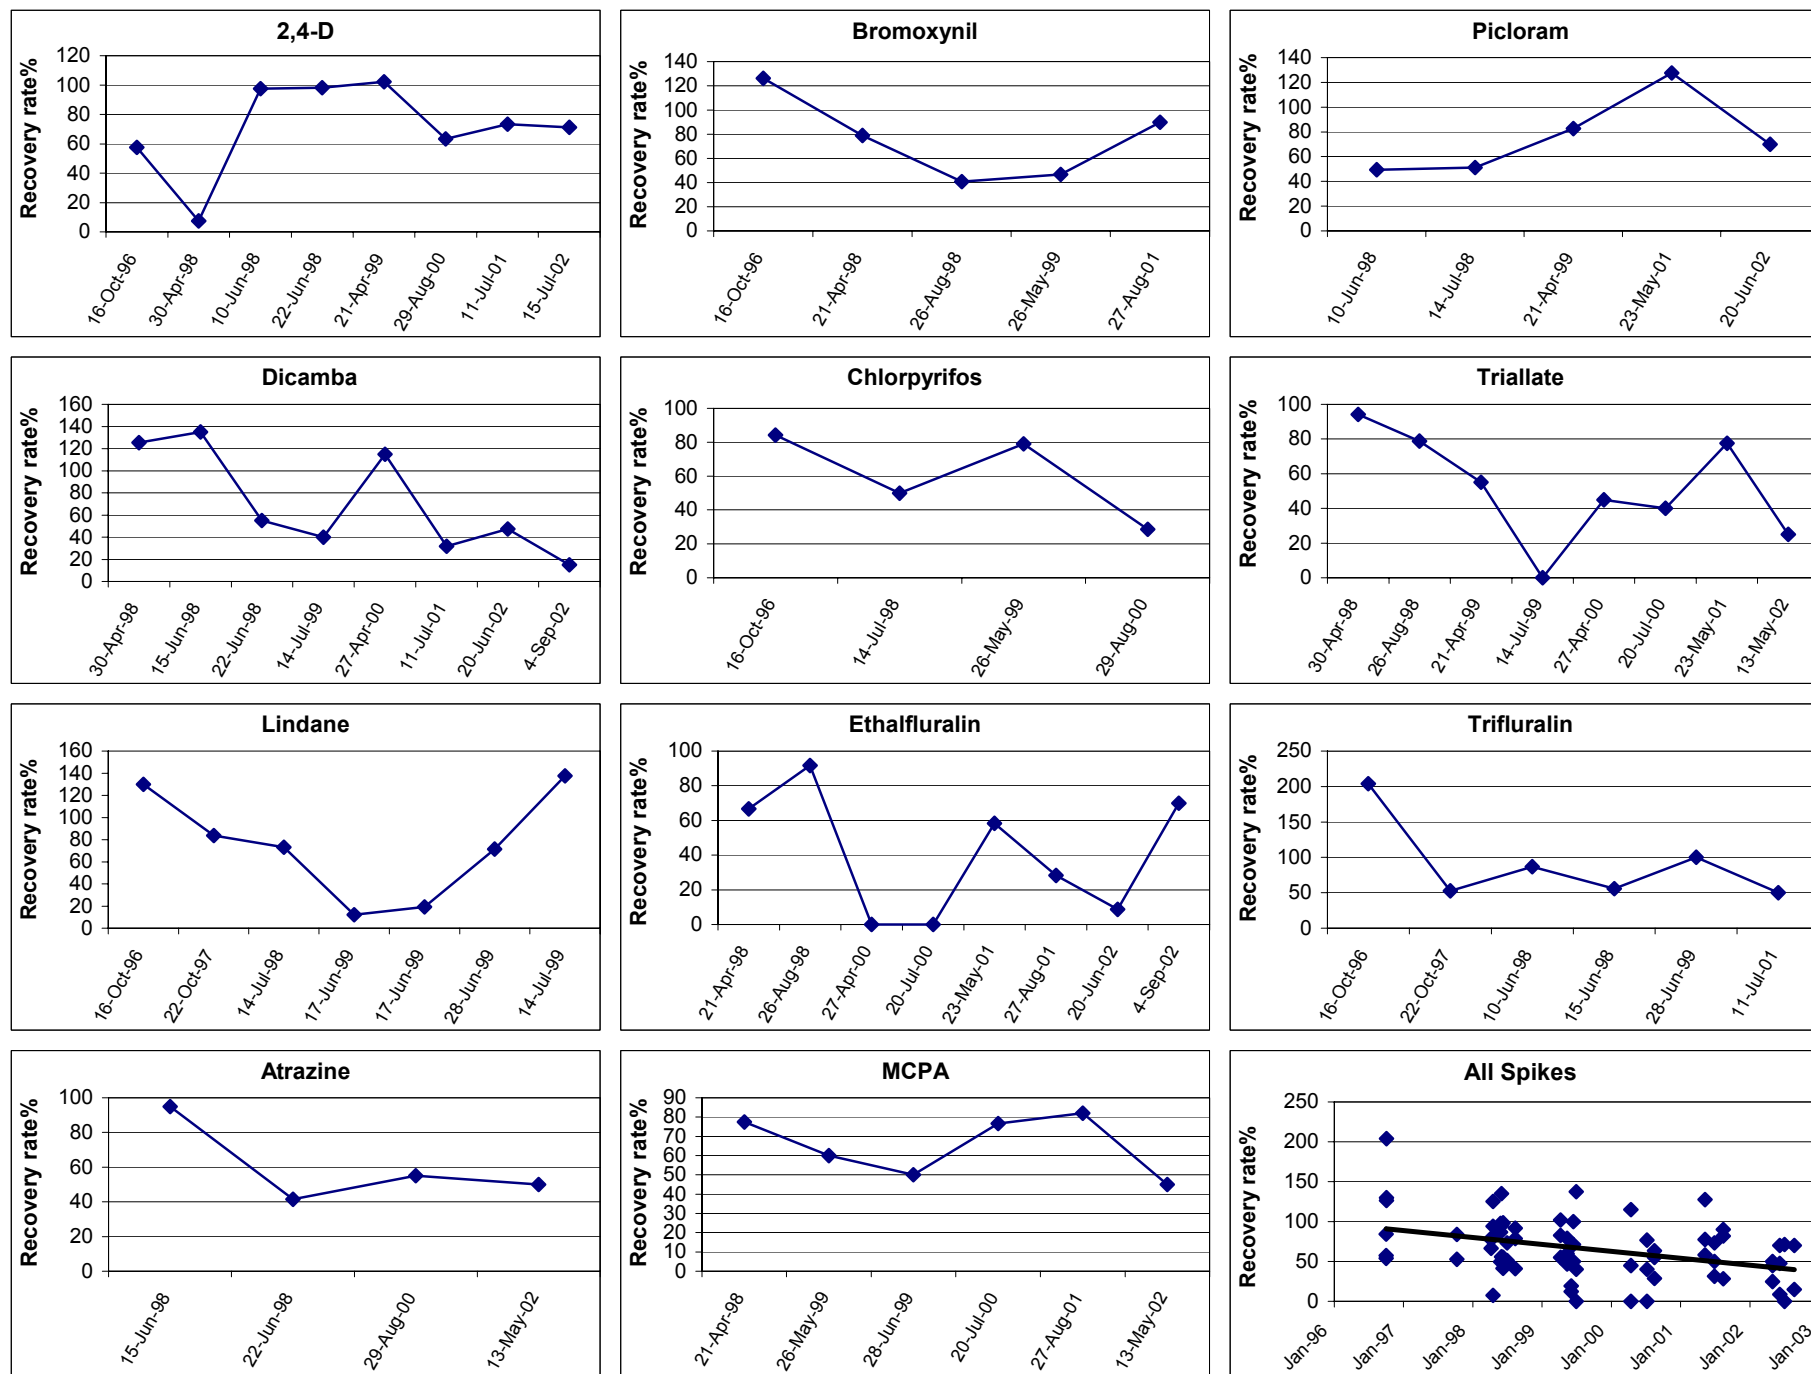 2,4-D
Recovery rate%
120
100
80
60
40
20
0
16-Oct-96
30-Apr-98
10-Jun-98
22-Jun-98
21-Apr-99
29-Aug-00
11-Jul-01
15-Jul-02
Bromoxynil
Recovery rate%
140
120
100
80
60
40
20
0
16-Oct-96
21-Apr-98
26-Aug-98
26-May-99
27-Aug-01
Picloram
Recovery rate%
140
120
100
80
60
40
20
0
10-Jun-98
14-Jul-98
21-Apr-99
23-May-01
20-Jun-02
Dicamba
Recovery rate%
160
140
120
100
80
60
40
20
0
30-Apr-98
15-Jun-98
22-Jun-98
14-Jul-99
27-Apr-00
11-Jul-01
20-Jun-02
4-Sep-02
Chlorpyrifos
Recovery rate%
100
80
60
40
20
0
16-Oct-96
14-Jul-98
26-May-99
29-Aug-00
Triallate
Recovery rate%
100
80
60
40
20
0
30-Apr-98
26-Aug-98
21-Apr-99
14-Jul-99
27-Apr-00
20-Jul-00
23-May-01
13-May-02
Lindane
Recovery rate%
160
140
120
100
80
60
40
20
0
16-Oct-96
22-Oct-97
14-Jul-98
17-Jun-99
17-Jun-99
28-Jun-99
14-Jul-99
Ethalfluralin
Recovery rate%
100
80
60
40
20
0
21-Apr-98
26-Aug-98
27-Apr-00
20-Jul-00
23-May-01
27-Aug-01
20-Jun-02
4-Sep-02
Trifluralin
Recovery rate%
250
200
150
100
50
0
16-Oct-96
22-Oct-97
10-Jun-98
15-Jun-98
28-Jun-99
11-Jul-01
Atrazine
Recovery rate%
100
80
60
40
20
0
15-Jun-98
22-Jun-98
29-Aug-00
13-May-02
MCPA
Recovery rate%
90
80
70
60
50
40
30
20
10
0
21-Apr-98
26-May-99
28-Jun-99
20-Jul-00
27-Aug-01
13-May-02
All Spikes
Recovery rate%
250
200
150
100
50
0
Jan-96
Jan-97
Jan-98
Jan-99
Jan-00
Jan-01
Jan-02
Jan-03